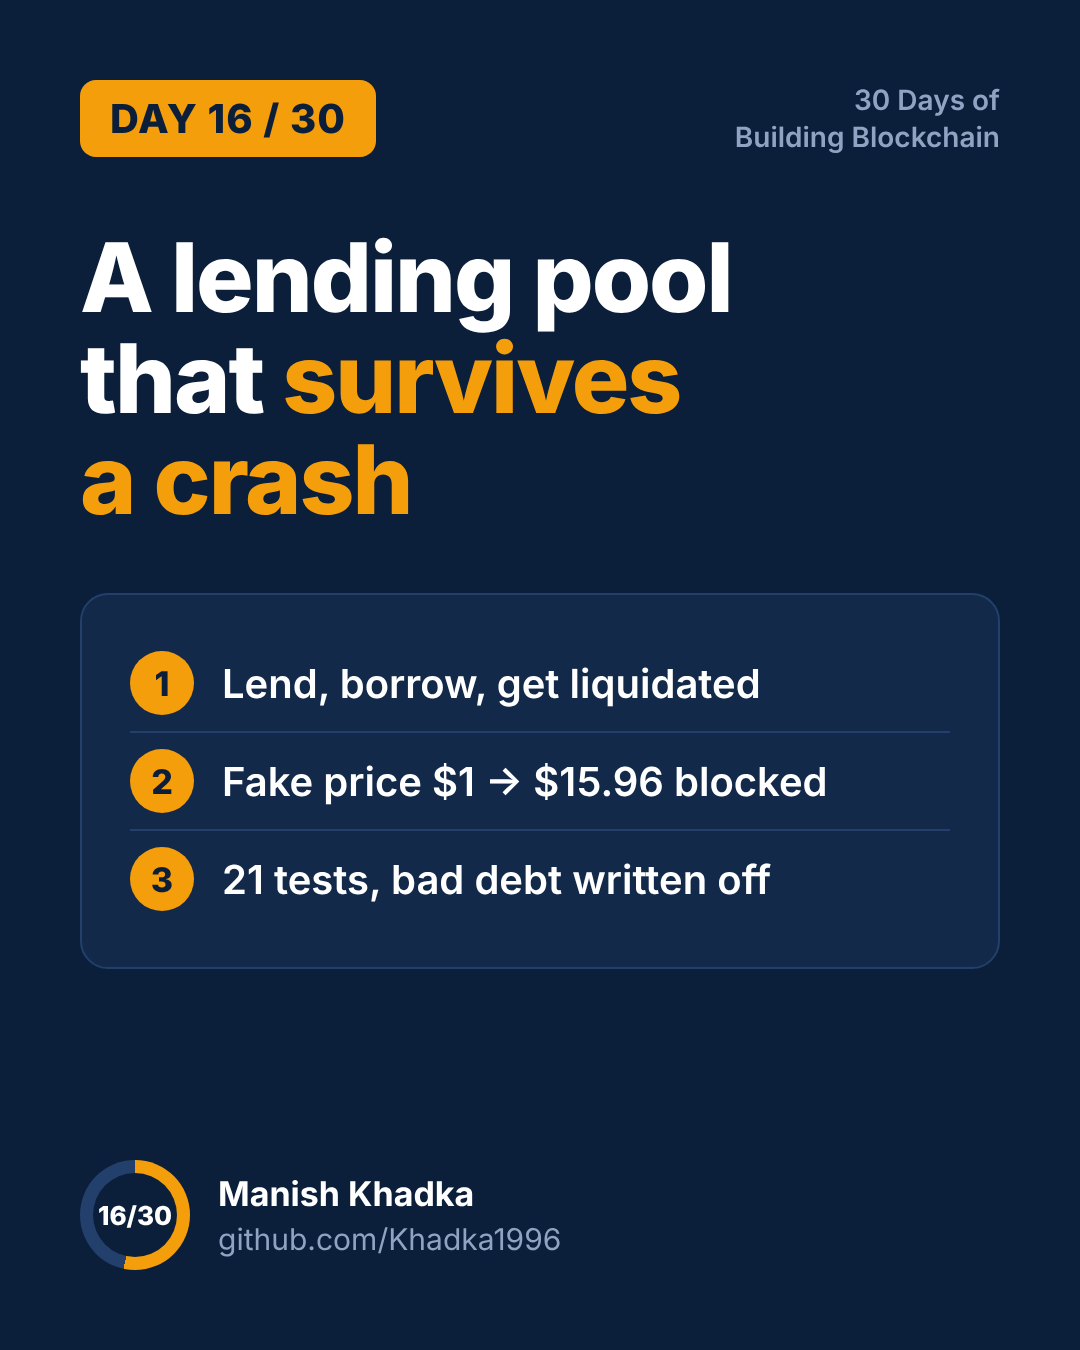 DAY 16 / 30
30 Days of
Building Blockchain
A lending pool
that survives
a crash
1 Lend, borrow, get liquidated
2 Fake price $1 → $15.96 blocked
3 21 tests, bad debt written off
16/30
Manish Khadka
github.com/Khadka1996